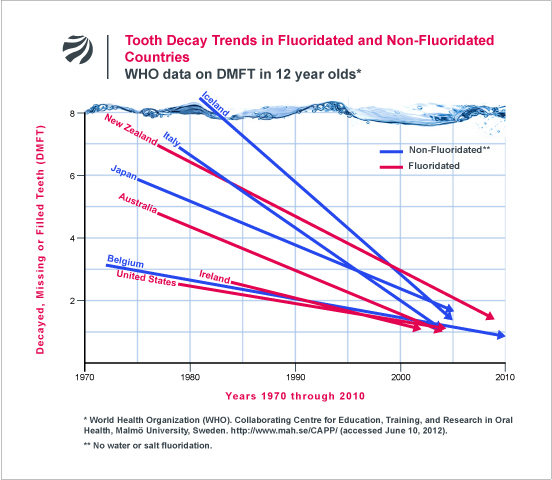 Tooth Decay Trends in Fluoridated and Non-Fluoridated
Countries
WHO data on DMFT in 12 year olds*
Decayed, Missing or Filled Teeth (DMFT)
8
6
4
2
Iceland
New Zealand
Italy
Japan
Australia
Belgium
United States
Ireland
Non-Fluoridated**
Fluoridated
1970
1980
1990
2000
2010
Years 1970 through 2010
* World Health Organization (WHO). Collaborating Centre for Education, Training, and Research in Oral
Health, Malmö University, Sweden. http://www.mah.se/CAPP/ (accessed June 10, 2012).
** No water or salt fluoridation.